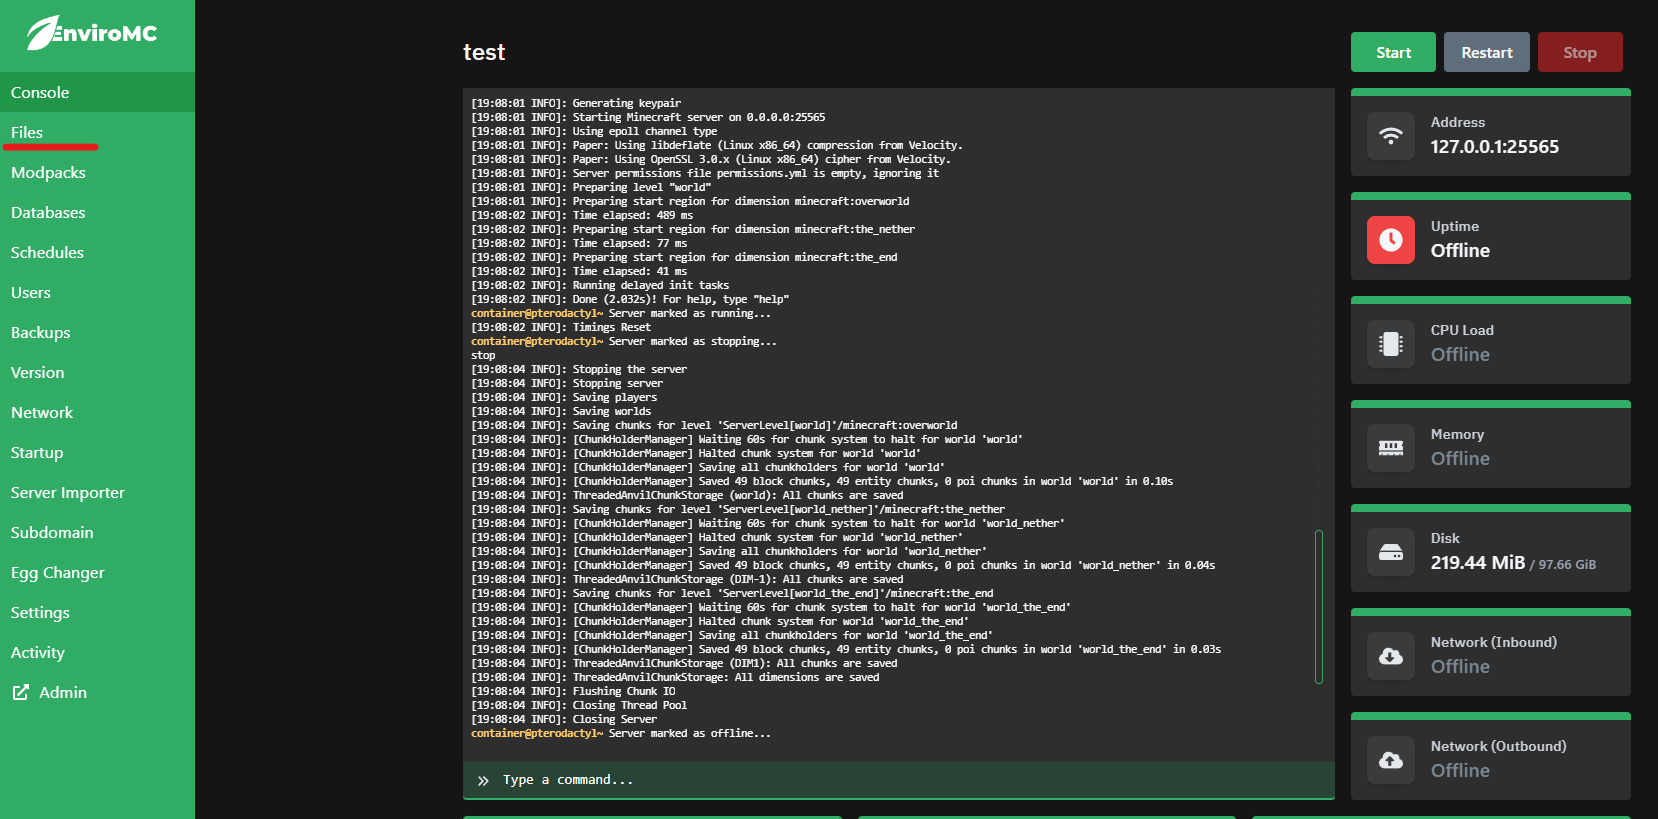 EnviroMC
Console
Files
Modpacks
Databases
Schedules
Users
Backups
Version
Network
Startup
Server Importer
Subdomain
Egg Changer
Settings
Activity
Admin
test
[19:08:01 INFO]: Generating keypair
[19:08:01 INFO]: Starting Minecraft server on 0.0.0.0:25565
[19:08:01 INFO]: Using epoll channel type
[19:08:01 INFO]: Paper: Using libdeflate (Linux x86_64) compression from Velocity.
[19:08:01 INFO]: Paper: Using OpenSSL 3.0.x (Linux x86_64) cipher from Velocity.
[19:08:01 INFO]: Server permissions file permissions.yml is empty, ignoring it
[19:08:01 INFO]: Preparing level "world"
[19:08:01 INFO]: Preparing start region for dimension minecraft:overworld
[19:08:02 INFO]: Time elapsed: 489 ms
[19:08:02 INFO]: Preparing start region for dimension minecraft:the_nether
[19:08:02 INFO]: Time elapsed: 77 ms
[19:08:02 INFO]: Preparing start region for dimension minecraft:the_end
[19:08:02 INFO]: Time elapsed: 41 ms
[19:08:02 INFO]: Running delayed init tasks
[19:08:02 INFO]: Done (2.032s)! For help, type "help"
container@pterodactyl~ Server marked as running...
[19:08:02 INFO]: Timings Reset
container@pterodactyl~ Server marked as stopping...
stop
[19:08:04 INFO]: Stopping the server
[19:08:04 INFO]: Stopping server
[19:08:04 INFO]: Saving players
[19:08:04 INFO]: Saving worlds
[19:08:04 INFO]: Saving chunks for level 'ServerLevel[world]'/minecraft:overworld
[19:08:04 INFO]: [ChunkHolderManager] Waiting 60s for chunk system to halt for world 'world'
[19:08:04 INFO]: [ChunkHolderManager] Halted chunk system for world 'world'
[19:08:04 INFO]: [ChunkHolderManager] Saving all chunkholders for world 'world'
[19:08:04 INFO]: [ChunkHolderManager] Saved 49 block chunks, 49 entity chunks, 0 poi chunks in world 'world' in 0.10s
[19:08:04 INFO]: ThreadedAnvilChunkStorage (world): All chunks are saved
[19:08:04 INFO]: Saving chunks for level 'ServerLevel[world_nether]'/minecraft:the_nether
[19:08:04 INFO]: [ChunkHolderManager] Waiting 60s for chunk system to halt for world 'world_nether'
[19:08:04 INFO]: [ChunkHolderManager] Halted chunk system for world 'world_nether'
[19:08:04 INFO]: [ChunkHolderManager] Saving all chunkholders for world 'world_nether'
[19:08:04 INFO]: [ChunkHolderManager] Saved 49 block chunks, 49 entity chunks, 0 poi chunks in world 'world_nether' in 0.04s
[19:08:04 INFO]: ThreadedAnvilChunkStorage (DIM-1): All chunks are saved
[19:08:04 INFO]: Saving chunks for level 'ServerLevel[world_the_end]'/minecraft:the_end
[19:08:04 INFO]: [ChunkHolderManager] Waiting 60s for chunk system to halt for world 'world_the_end'
[19:08:04 INFO]: [ChunkHolderManager] Halted chunk system for world 'world_the_end'
[19:08:04 INFO]: [ChunkHolderManager] Saving all chunkholders for world 'world_the_end'
[19:08:04 INFO]: [ChunkHolderManager] Saved 49 block chunks, 49 entity chunks, 0 poi chunks in world 'world_the_end' in 0.03s
[19:08:04 INFO]: ThreadedAnvilChunkStorage (DIM1): All chunks are saved
[19:08:04 INFO]: ThreadedAnvilChunkStorage: All dimensions are saved
[19:08:04 INFO]: Flushing Chunk IO
[19:08:04 INFO]: Closing Thread Pool
[19:08:04 INFO]: Closing Server
container@pterodactyl~ Server marked as offline...
» Type a command...
Start Restart Stop
Address
127.0.0.1:25565
Uptime
Offline
CPU Load
Offline
Memory
Offline
Disk
219.44 MiB / 97.66 GiB
Network (Inbound)
Offline
Network (Outbound)
Offline